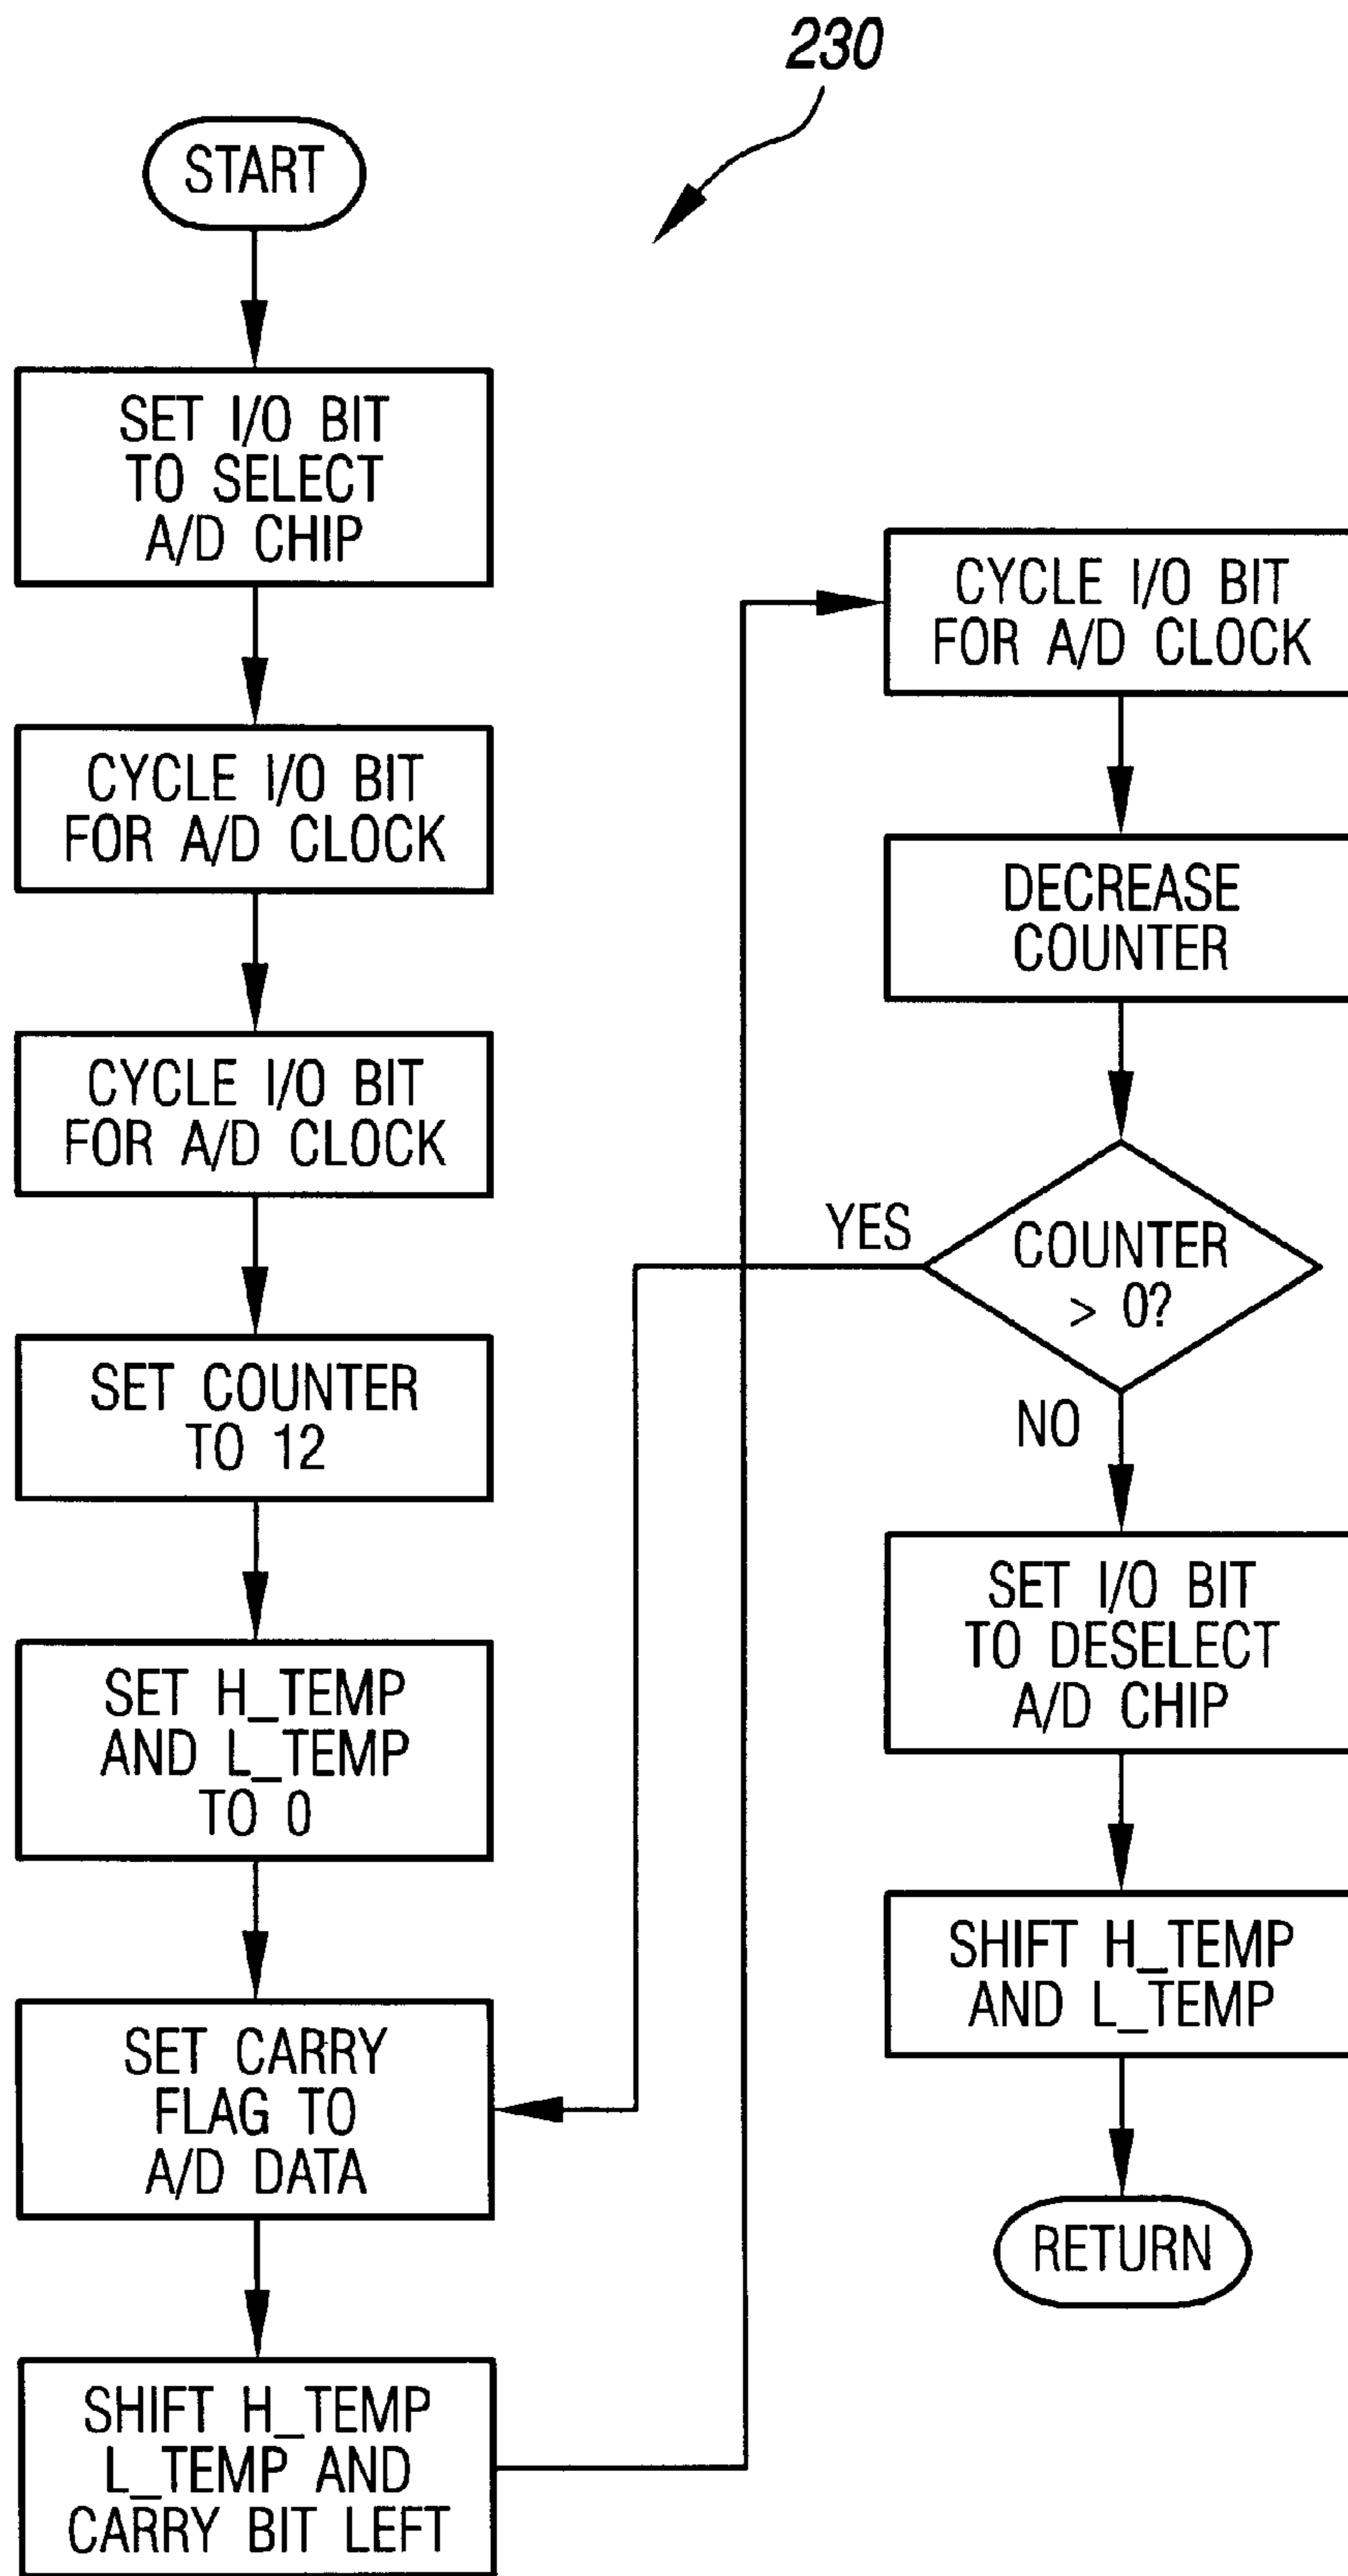 230
START
SET I/O BIT
TO SELECT
A/D CHIP
CYCLE I/O BIT
FOR A/D CLOCK
CYCLE I/O BIT
FOR A/D CLOCK
SET COUNTER
TO 12
SET H_TEMP
AND L_TEMP
TO 0
SET CARRY
FLAG TO
A/D DATA
SHIFT H_TEMP
L_TEMP AND
CARRY BIT LEFT
CYCLE I/O BIT
FOR A/D CLOCK
DECREASE
COUNTER
YES
COUNTER
> 0?
NO
SET I/O BIT
TO DESELECT
A/D CHIP
SHIFT H_TEMP
AND L_TEMP
RETURN